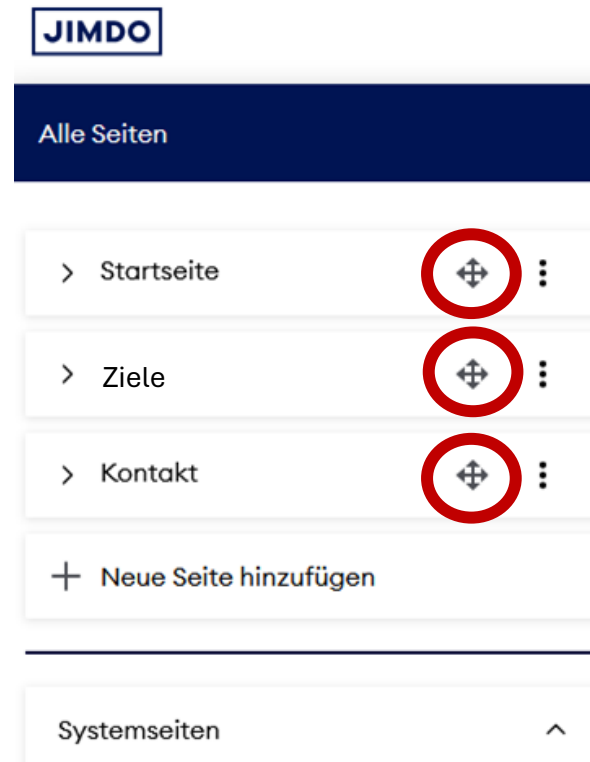 JIMDO
Alle Seiten
Startseite
Ziele
Kontakt
Neue Seite hinzufügen
Systemseiten